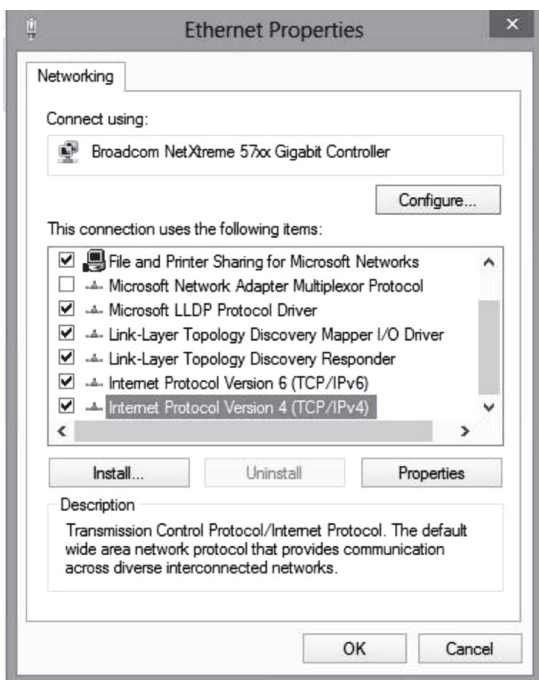 Ethernet Properties
Networking
Connect using:
Broadcom NetXtreme 57xx Gigabit Controller
Configure...
This connection uses the following items:
File and Printer Sharing for Microsoft Networks
Microsoft Network Adapter Multiplexor Protocol
Microsoft LLDP Protocol Driver
Link-Layer Topology Discovery Mapper I/O Driver
Link-Layer Topology Discovery Responder
Internet Protocol Version 6 (TCP/IPv6)
Internet Protocol Version 4 (TCP/IPv4)
Install... Uninstall Properties
Description
Transmission Control Protocol/Internet Protocol. The default
wide area network protocol that provides communication
across diverse interconnected networks.
OK Cancel